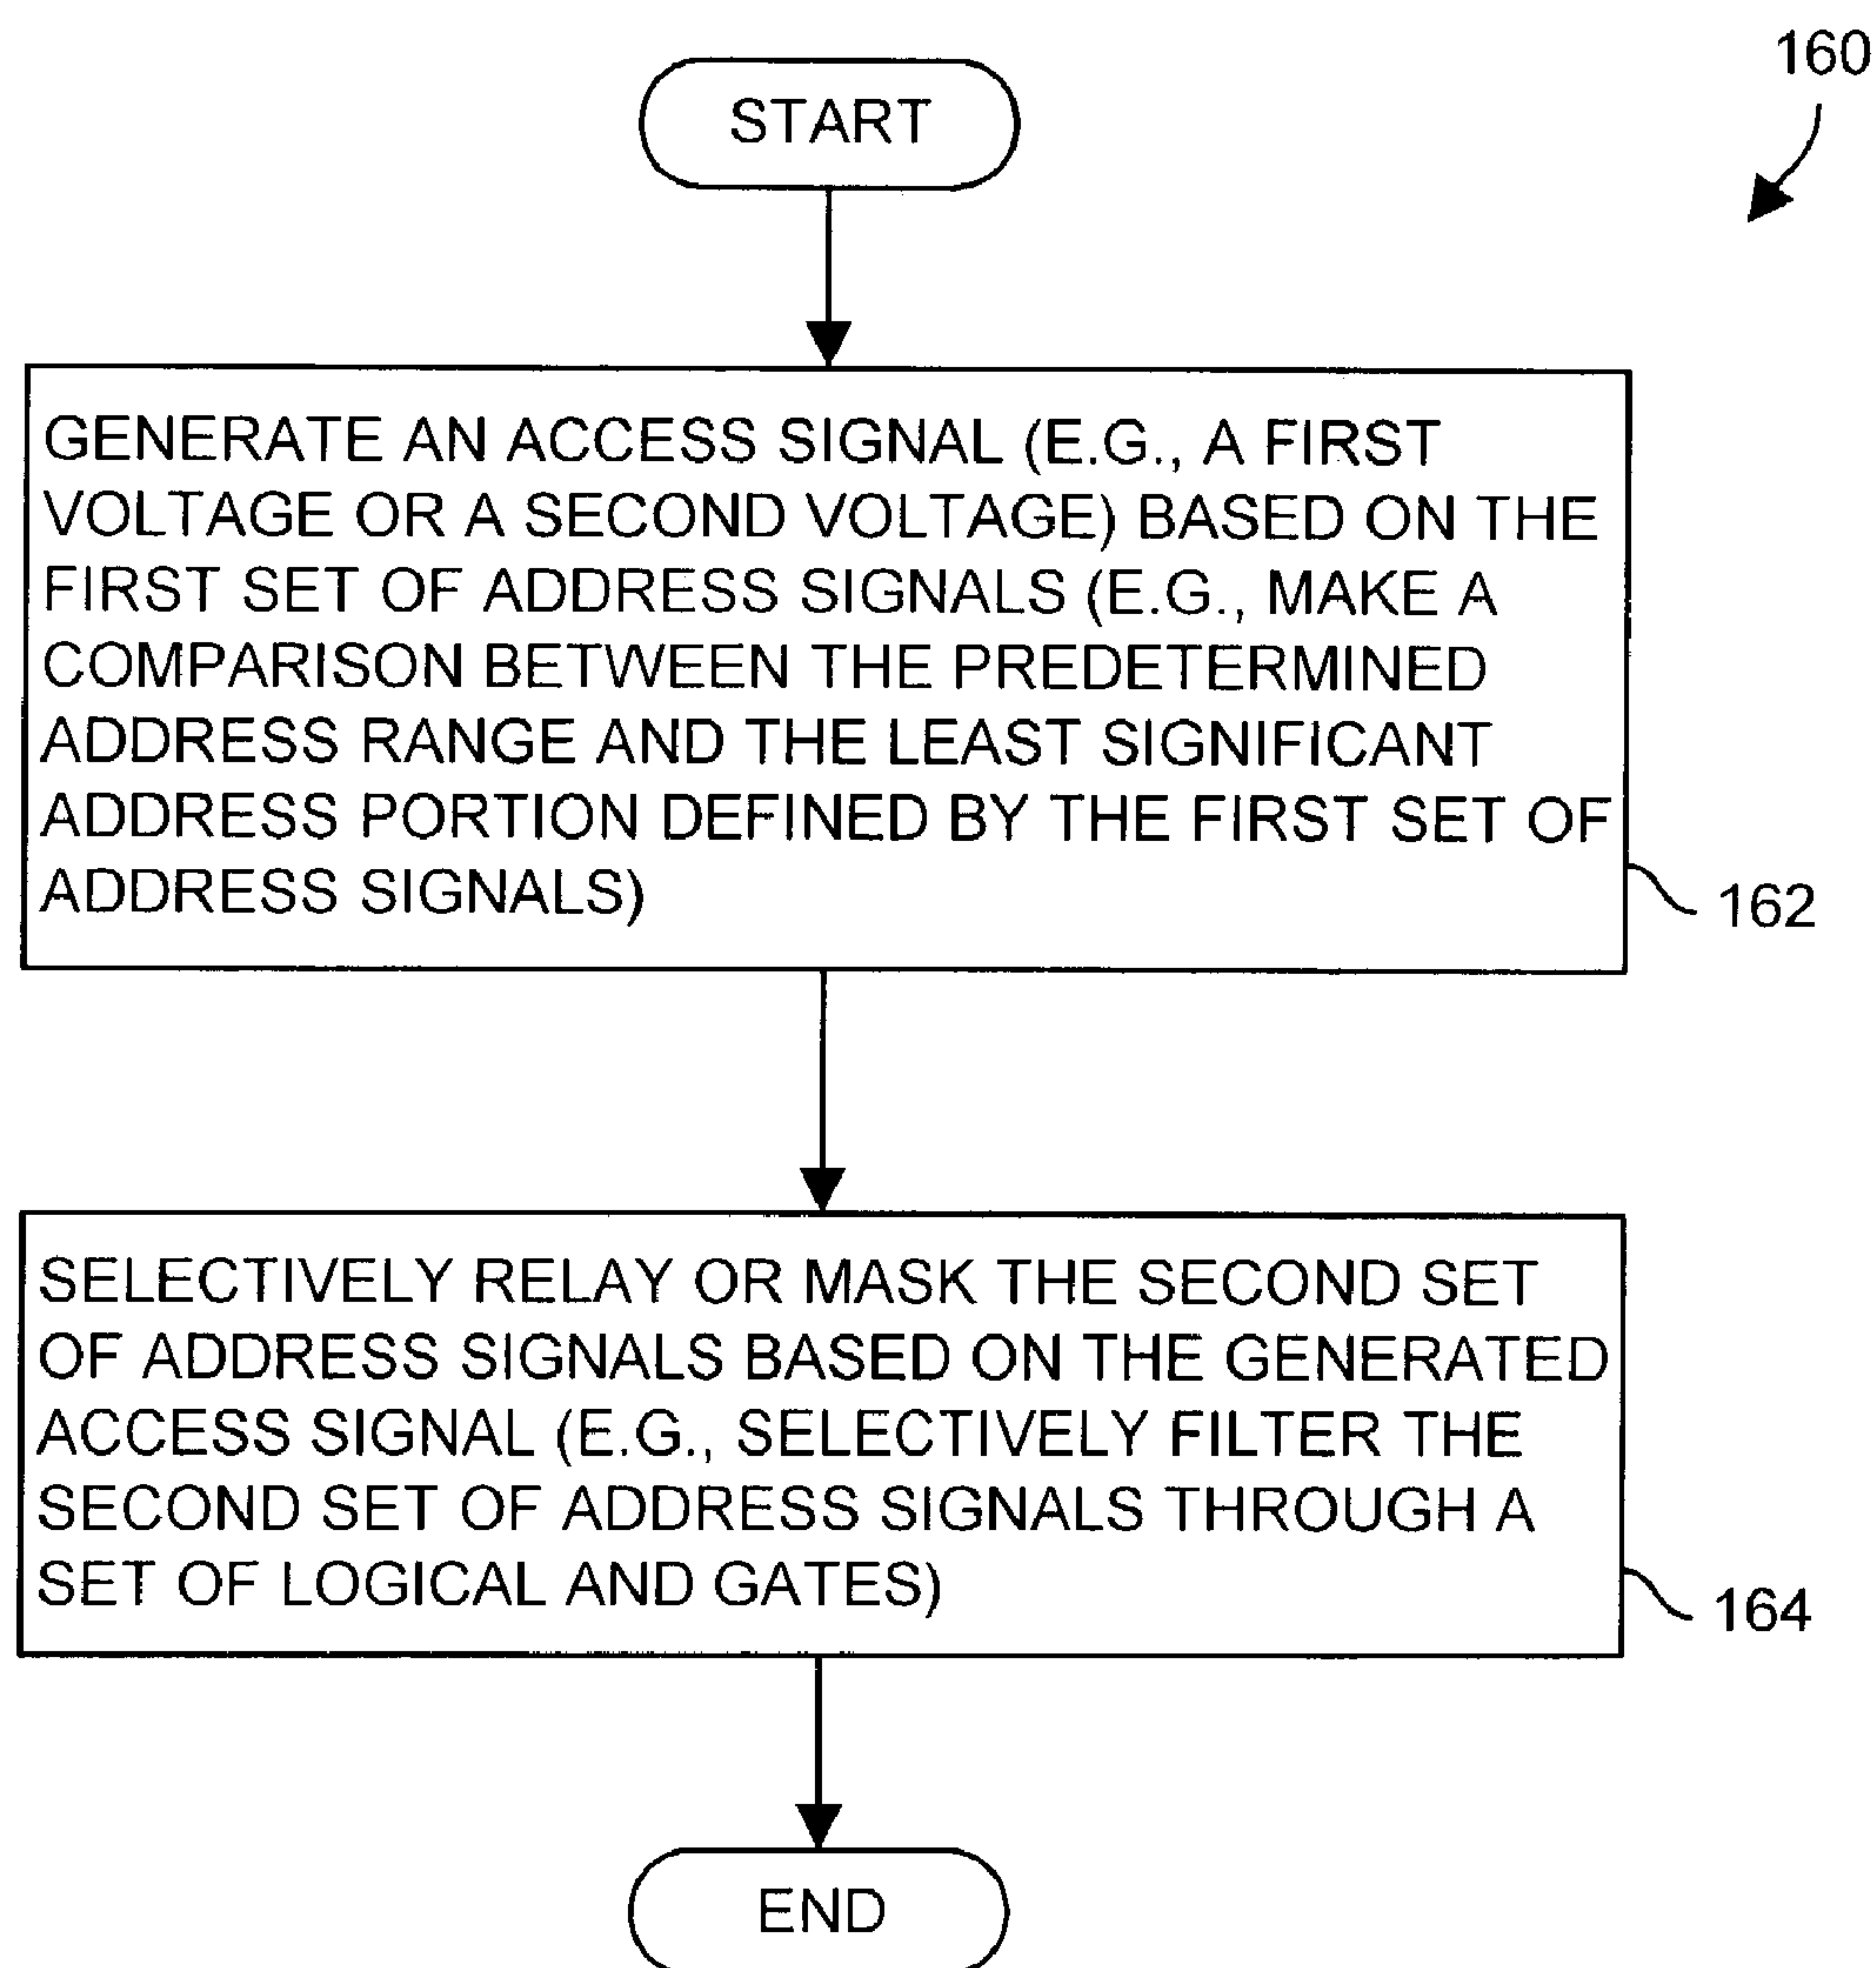 160
START
GENERATE AN ACCESS SIGNAL (E.G., A FIRST
VOLTAGE OR A SECOND VOLTAGE) BASED ON THE
FIRST SET OF ADDRESS SIGNALS (E.G., MAKE A
COMPARISON BETWEEN THE PREDETERMINED
ADDRESS RANGE AND THE LEAST SIGNIFICANT
ADDRESS PORTION DEFINED BY THE FIRST SET OF
ADDRESS SIGNALS)
162
SELECTIVELY RELAY OR MASK THE SECOND SET
OF ADDRESS SIGNALS BASED ON THE GENERATED
ACCESS SIGNAL (E.G., SELECTIVELY FILTER THE
SECOND SET OF ADDRESS SIGNALS THROUGH A
SET OF LOGICAL AND GATES)
164
END